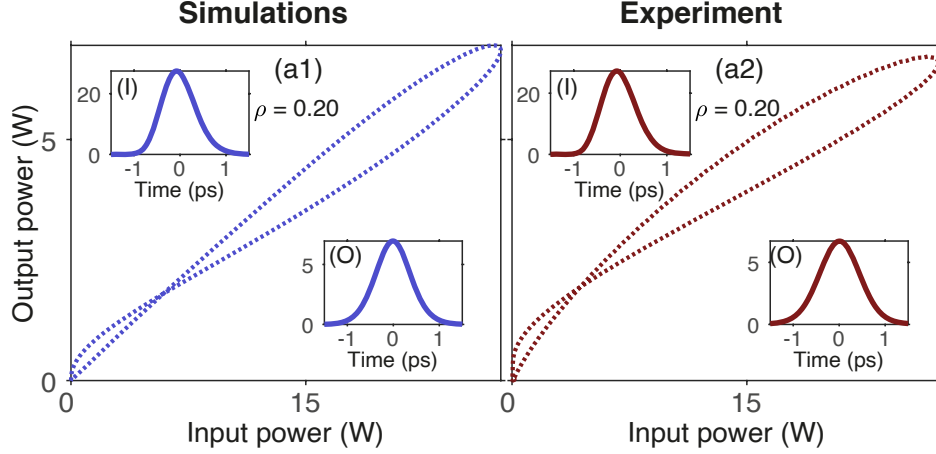 Simulations
Experiment
Output power (W)
5
0
0
15
Input power (W)
(a1)
ρ = 0.20
(I)
20
0
-1
0
1
Time (ps)
(O)
5
0
-1
0
1
Time (ps)
0
15
Input power (W)
(a2)
ρ = 0.20
(I)
20
0
-1
0
1
Time (ps)
(O)
5
0
-1
0
1
Time (ps)